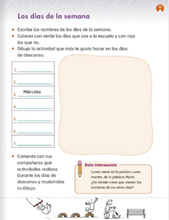 Los días de la semana
• Escribe los nombres de los días de la semana.
• Colorea con verde los días que vas a la escuela y con rojo
los que no.
• Dibuja la actividad que más te gusta hacer en los días
de descanso.
1.
2.
3. Miércoles
4.
5.
6.
7.
• Comenta con tus
compañeros qué
actividades realizas
durante los días de
descanso y muéstrales
tu dibujo.
Dato interesante
Lunes viene de la palabra Luna;
martes, de la palabra Marte.
¿De dónde crees que vienen los
nombres de los otros días?